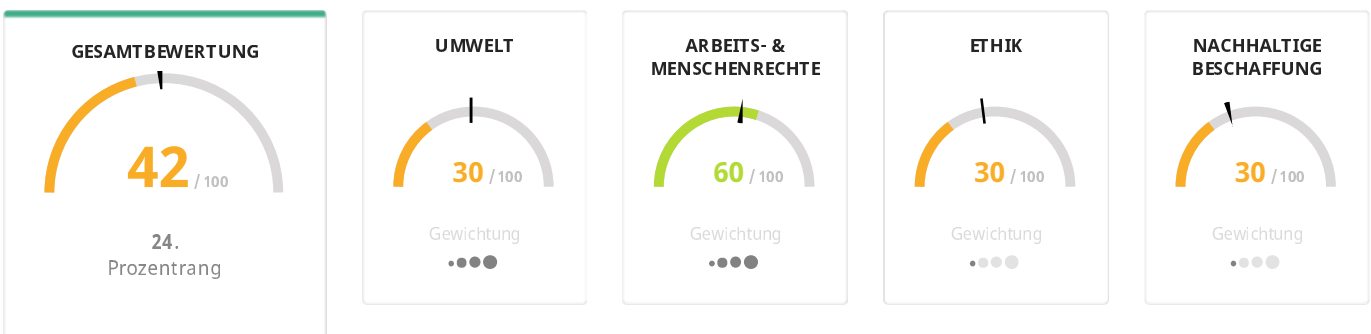 GESAMTBEWERTUNG
42 / 100
24.
Prozentrang
UMWELT
30 / 100
Gewichtung
ARBEITS- &
MENSCHENRECHTE
60 / 100
Gewichtung
ETHIK
30 / 100
Gewichtung
NACHHALTIGE
BESCHAFFUNG
30 / 100
Gewichtung